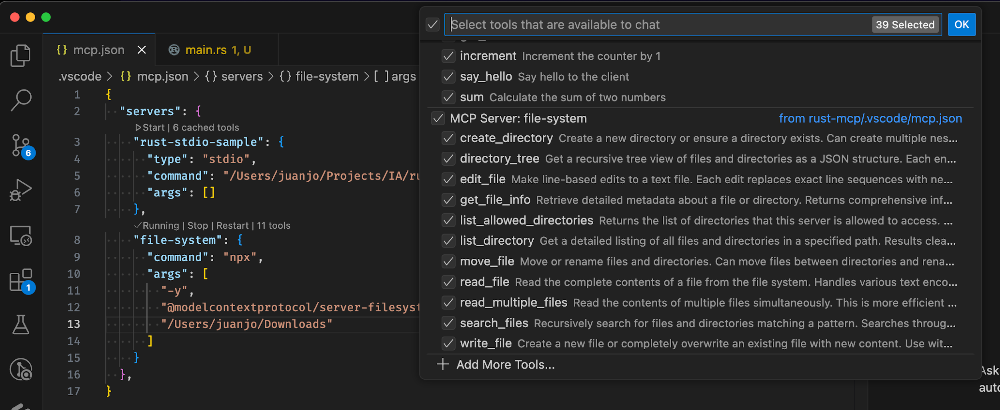 mcp.json
main.rs 1, U
.vscode > {} mcp.json > {} servers > {} file-system > [ ] args
1 {
2 "servers": {
Start | 6 cached tools
3 "rust-stdio-sample": {
4 "type": "stdio",
5 "command": "/Users/juanjo/Projects/IA/ru
6 "args": []
7 },
✓Running | Stop | Restart | 11 tools
8 "file-system": {
9 "command": "npx",
10 "args": [
11 "-y",
12 "@modelcontextprotocol/server-filesyst
13 "/Users/juanjo/Downloads"
14 ]
15 }
16 },
17 }
6
1
Select tools that are available to chat
39 Selected
OK
increment Increment the counter by 1
say_hello Say hello to the client
sum Calculate the sum of two numbers
MCP Server: file-system from rust-mcp/.vscode/mcp.json
create_directory Create a new directory or ensure a directory exists. Can create multiple nes...
directory_tree Get a recursive tree view of files and directories as a JSON structure. Each en...
edit_file Make line-based edits to a text file. Each edit replaces exact line sequences with ne...
get_file_info Retrieve detailed metadata about a file or directory. Returns comprehensive inf...
list_allowed_directories Returns the list of directories that this server is allowed to access. ...
list_directory Get a detailed listing of all files and directories in a specified path. Results clea...
move_file Move or rename files and directories. Can move files between directories and rena...
read_file Read the complete contents of a file from the file system. Handles various text enco...
read_multiple_files Read the contents of multiple files simultaneously. This is more efficient ...
search_files Recursively search for files and directories matching a pattern. Searches throug...
write_file Create a new file or completely overwrite an existing file with new content. Use wit...
Add More Tools...
Ask
auto